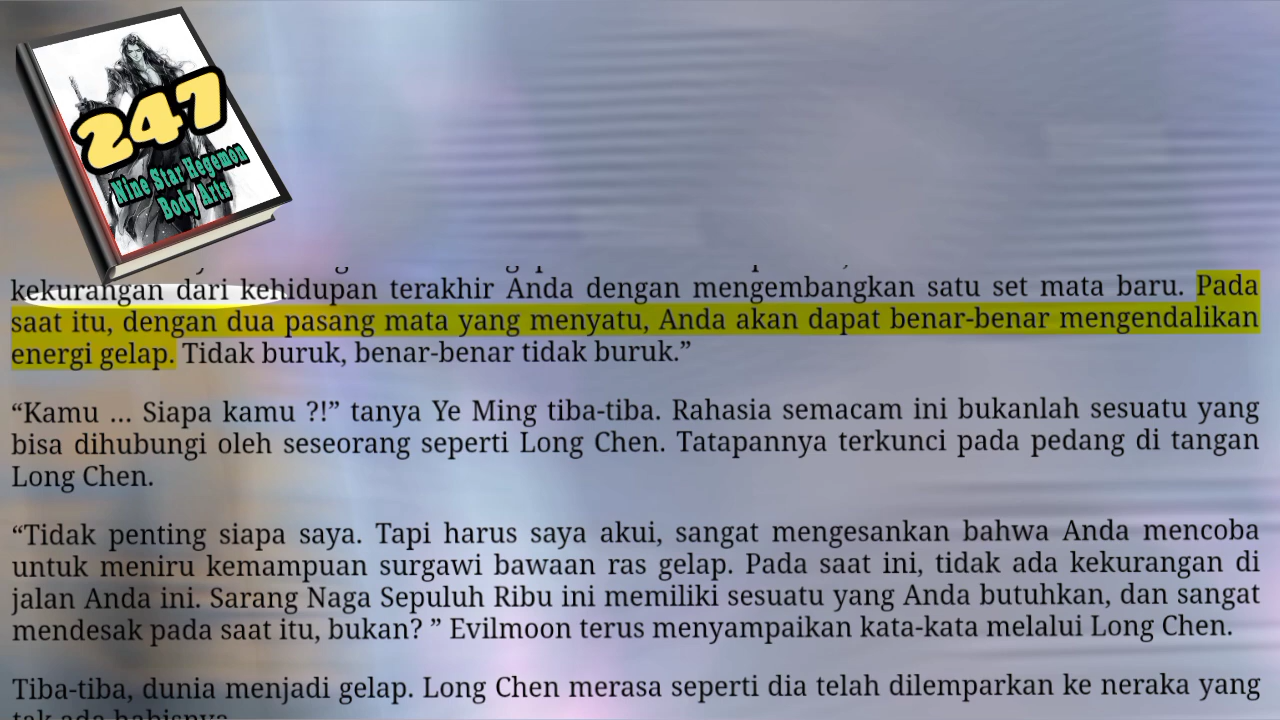 247
Nine Star Hegemon
Body Arts
kekurangan dari kehidupan terakhir Anda dengan mengembangkan satu set mata baru. Pada
saat itu, dengan dua pasang mata yang menyatu, Anda akan dapat benar-benar mengendalikan
energi gelap. Tidak buruk, benar-benar tidak buruk.”
“Kamu ... Siapa kamu ?!” tanya Ye Ming tiba-tiba. Rahasia semacam ini bukanlah sesuatu yang
bisa dihubungi oleh seseorang seperti Long Chen. Tatapannya terkunci pada pedang di tangan
Long Chen.
“Tidak penting siapa saya. Tapi harus saya akui, sangat mengesankan bahwa Anda mencoba
untuk meniru kemampuan surgawi bawaan ras gelap. Pada saat ini, tidak ada kekurangan di
jalan Anda ini. Sarang Naga Sepuluh Ribu ini memiliki sesuatu yang Anda butuhkan, dan sangat
mendesak pada saat itu, bukan? ” Evilmoon terus menyampaikan kata-kata melalui Long Chen.
Tiba-tiba, dunia menjadi gelap. Long Chen merasa seperti dia telah dilemparkan ke neraka yang
tak ada habisnya.